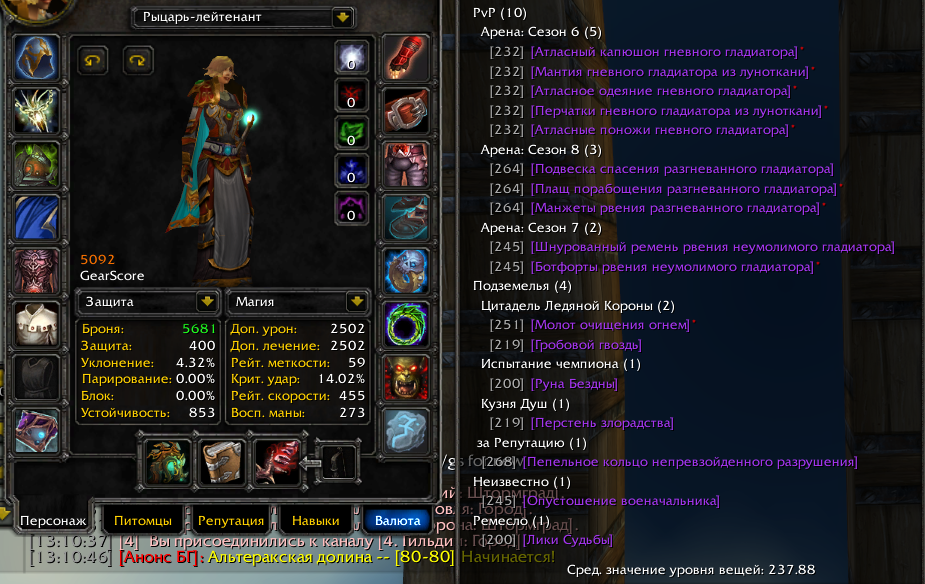 Рыцарь-лейтенант
0
0
0
0
0
5092
GearScore
Защита
Магия
Броня: 5681
Защита: 400
Уклонение: 4.32%
Парирование: 0.00%
Блок: 0.00%
Устойчивость: 853
Доп. урон: 2502
Доп. лечение: 2502
Рейт. меткости: 59
Крит. удар: 14.02%
Рейт. скорости: 455
Восп. маны: 273
Персонаж
Питомцы
Репутация
Навыки
Валюта
[13:10:37 [4] Вы присоединились к каналу [4. Гильди
[13:10:46] [Анонс БП]: Альтеракская долина -- [80-80] Начинается!
PvP (10)
Арена: Сезон 6 (5)
[232] [Атласный капюшон гневного гладиатора]*
[232] [Мантия гневного гладиатора из луноткани]*
[232] [Атласное одеяние гневного гладиатора]*
[232] [Перчатки гневного гладиатора из луноткани]*
[232] [Атласные поножи гневного гладиатора]*
Арена: Сезон 8 (3)
[264] [Подвеска спасения разгневанного гладиатора]
[264] [Плащ порабощения разгневанного гладиатора]*
[264] [Манжеты рвения разгневанного гладиатора]*
Арена: Сезон 7 (2)
[245] [Шнурованный ремень рвения неумолимого гладиатора]
[245] [Ботфорты рвения неумолимого гладиатора]*
Подземелья (4)
Цитадель Ледяной Короны (2)
[251] [Молот очищения огнем]*
[219] [Гробовой гвоздь]
Испытание чемпиона (1)
[200] [Руна Бездны]
Кузня Душ (1)
[219] [Перстень злорадства]
за Репутацию (1)
[268] [Пепельное кольцо непревзойденного разрушения]
Неизвестно (1)
[245] [Опустошение военачальника]
Ремесло (1)
[200] [Лики Судьбы]
Сред. значение уровня вещей: 237.88